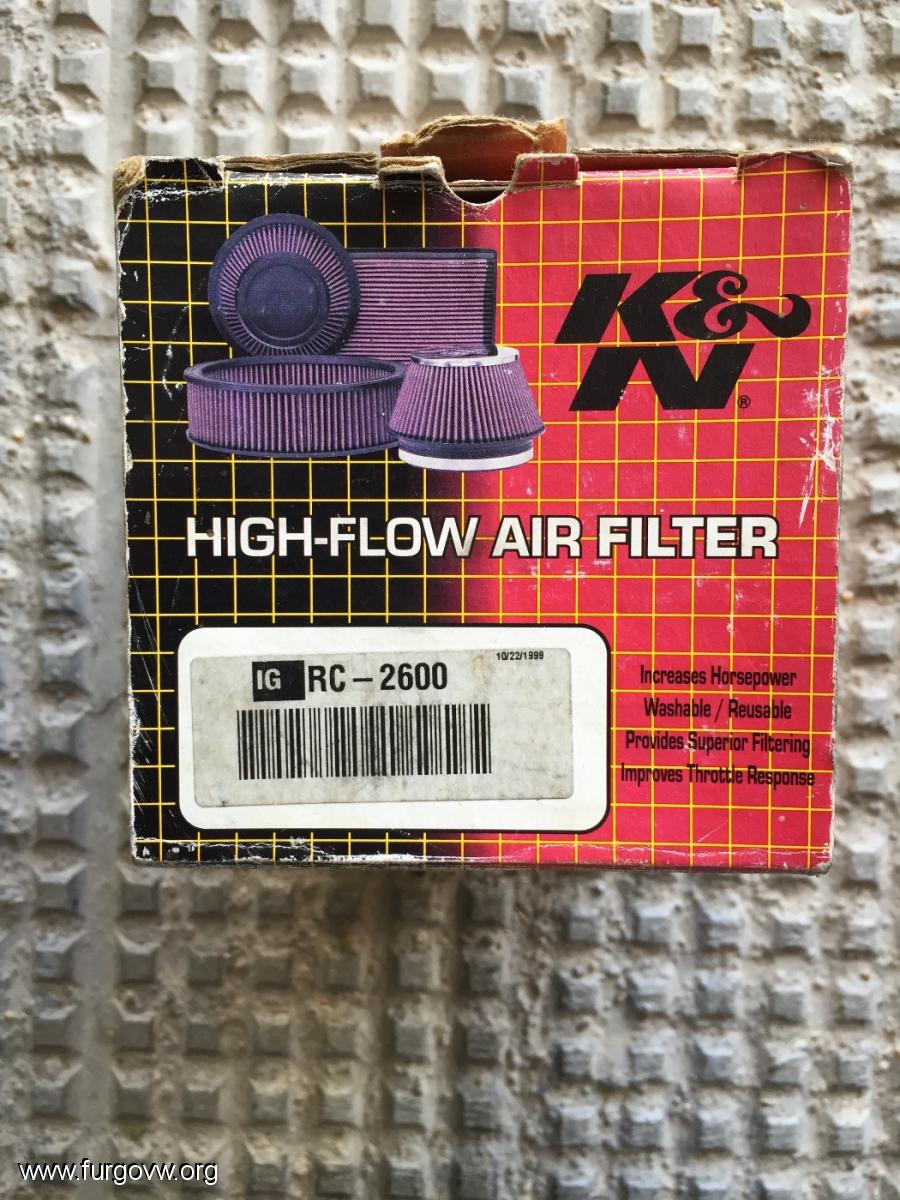 K&
N®
HIGH-FLOW AIR FILTER
10/22/1999
IG RC-2600
Increases Horsepower
Washable / Reusable
Provides Superior Filtering
Improves Throttle Response
www.furgovw.org